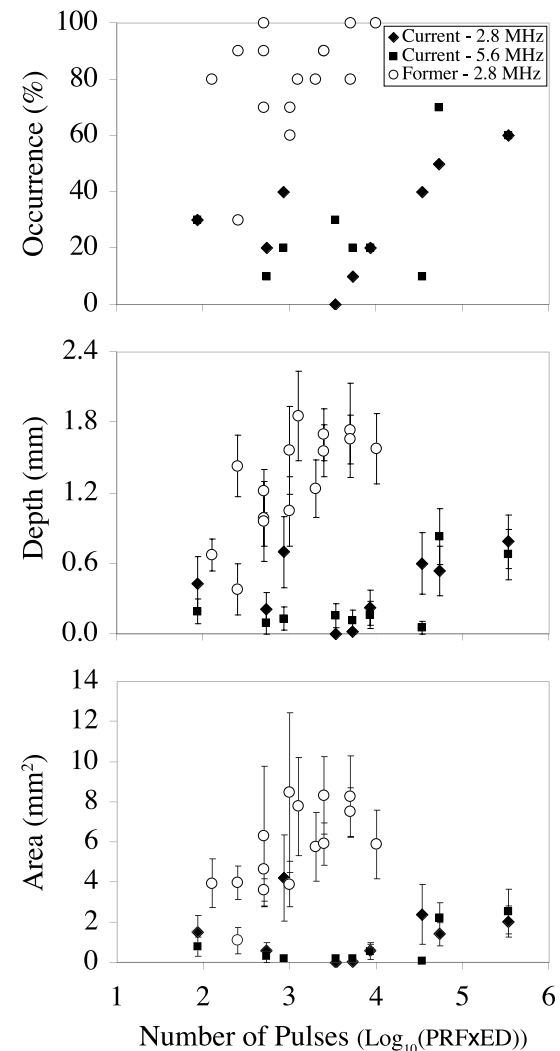 100
80
60
40
20
0
Occurrence (%)
Current - 2.8 MHz
Current - 5.6 MHz
Former - 2.8 MHz
2.4
1.8
1.2
0.6
0.0
Depth (mm)
14
12
10
8
6
4
2
0
Area (mm²)
1 2 3 4 5 6
Number of Pulses (Log₁₀(PRFxED))